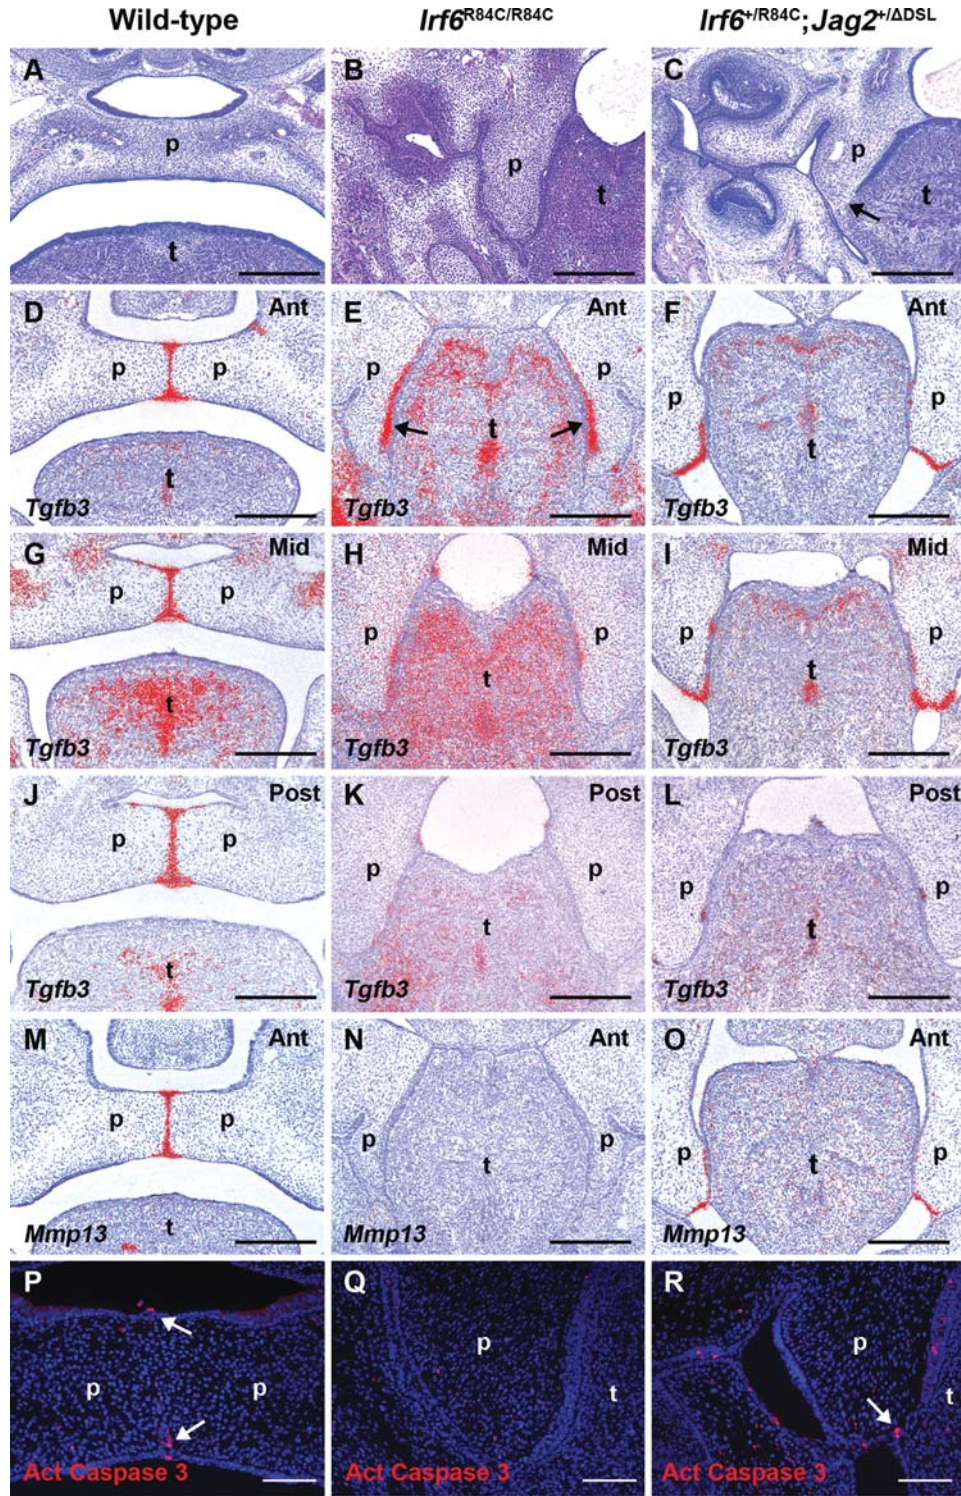 Wild-type Irf6R84C/R84C Irf6+/R84C;Jag2+/ΔDSL
A B C
p p p
t t t
D Ant E Ant F Ant
p p p p p p
t t t
Tgfb3 Tgfb3 Tgfb3
G Mid H Mid I Mid
p p p p p p
t t t
Tgfb3 Tgfb3 Tgfb3
J Post K Post L Post
p p p p p p
t t t
Tgfb3 Tgfb3 Tgfb3
M Ant N Ant O Ant
p p p p p p
t t t
Mmp13 Mmp13 Mmp13
P Q R
p p p p
t t
Act Caspase 3 Act Caspase 3 Act Caspase 3